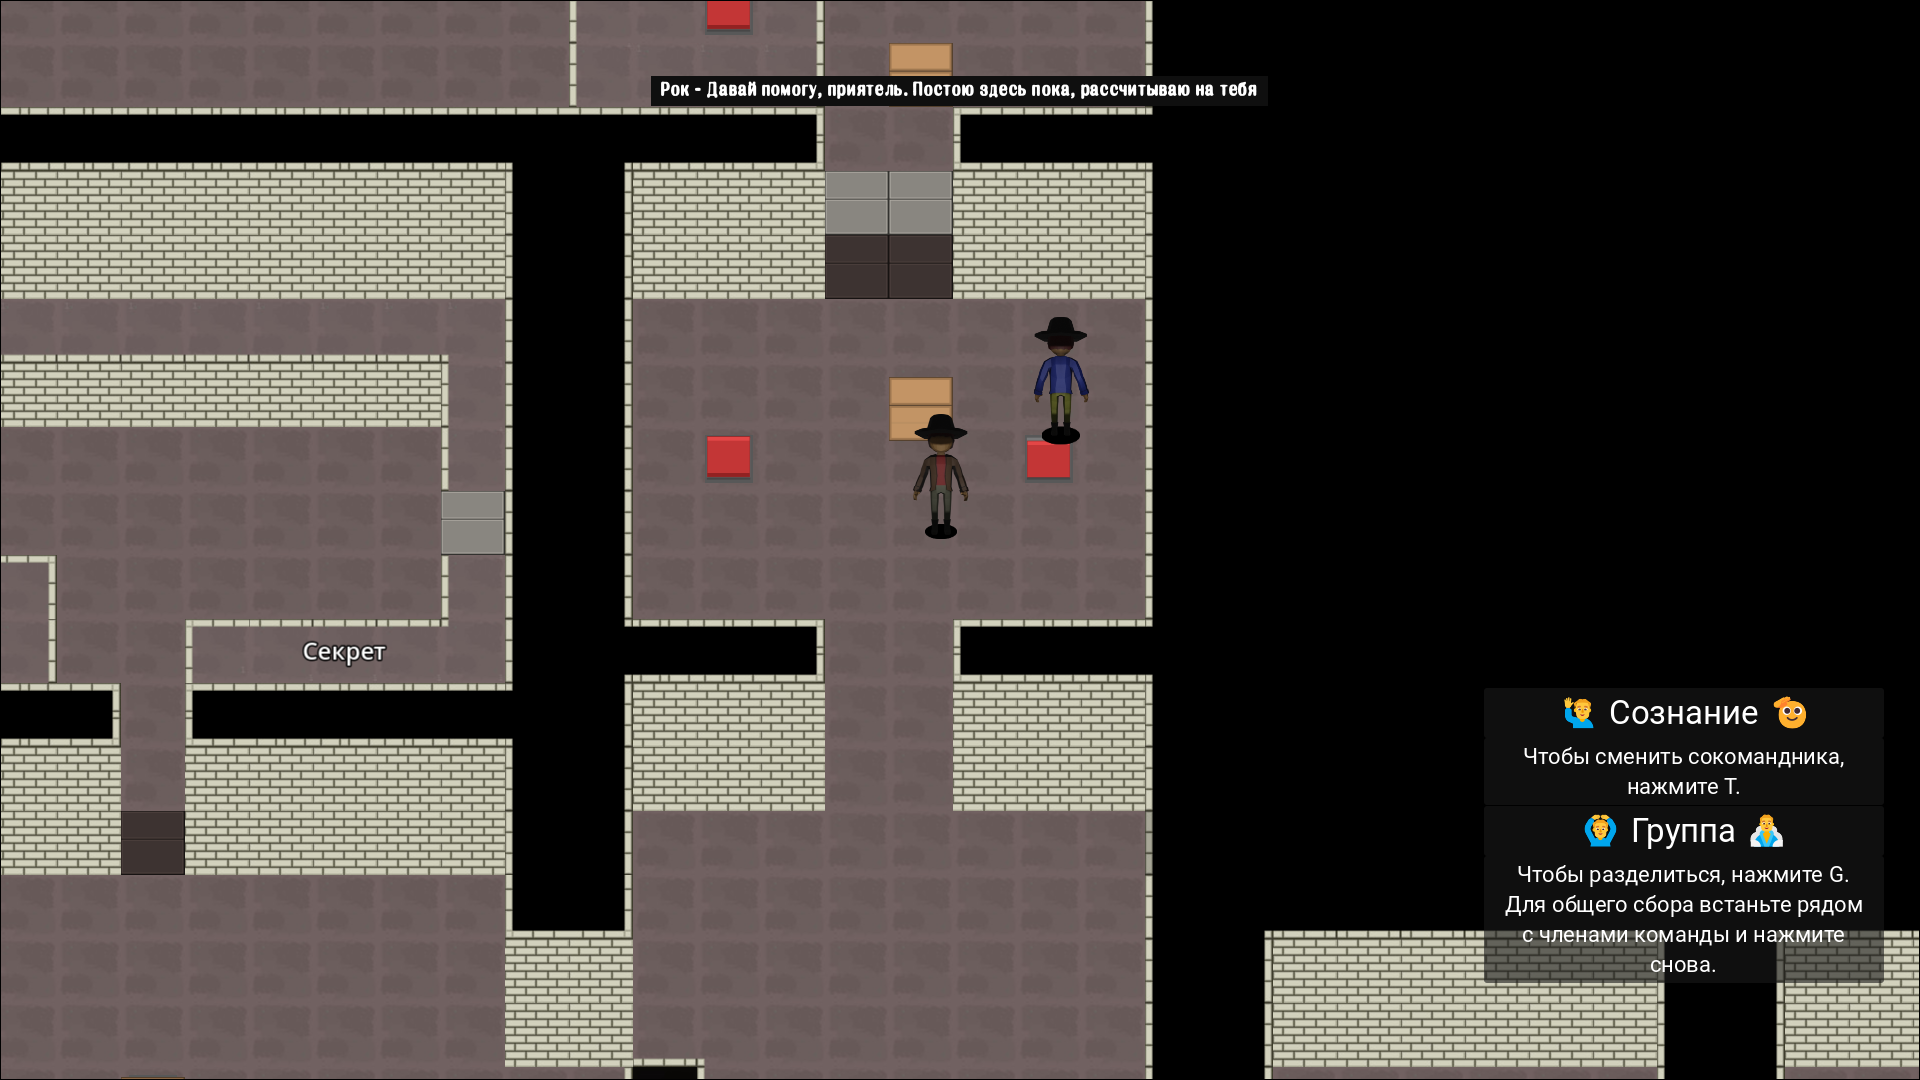 Рок - Давай помогу, приятель. Постою здесь пока, рассчитываю на тебя
Секрет
Сознание
Чтобы сменить сокомандника,
нажмите T.
Группа
Чтобы разделиться, нажмите G.
Для общего сбора встаньте рядом
с членами команды и нажмите
снова.